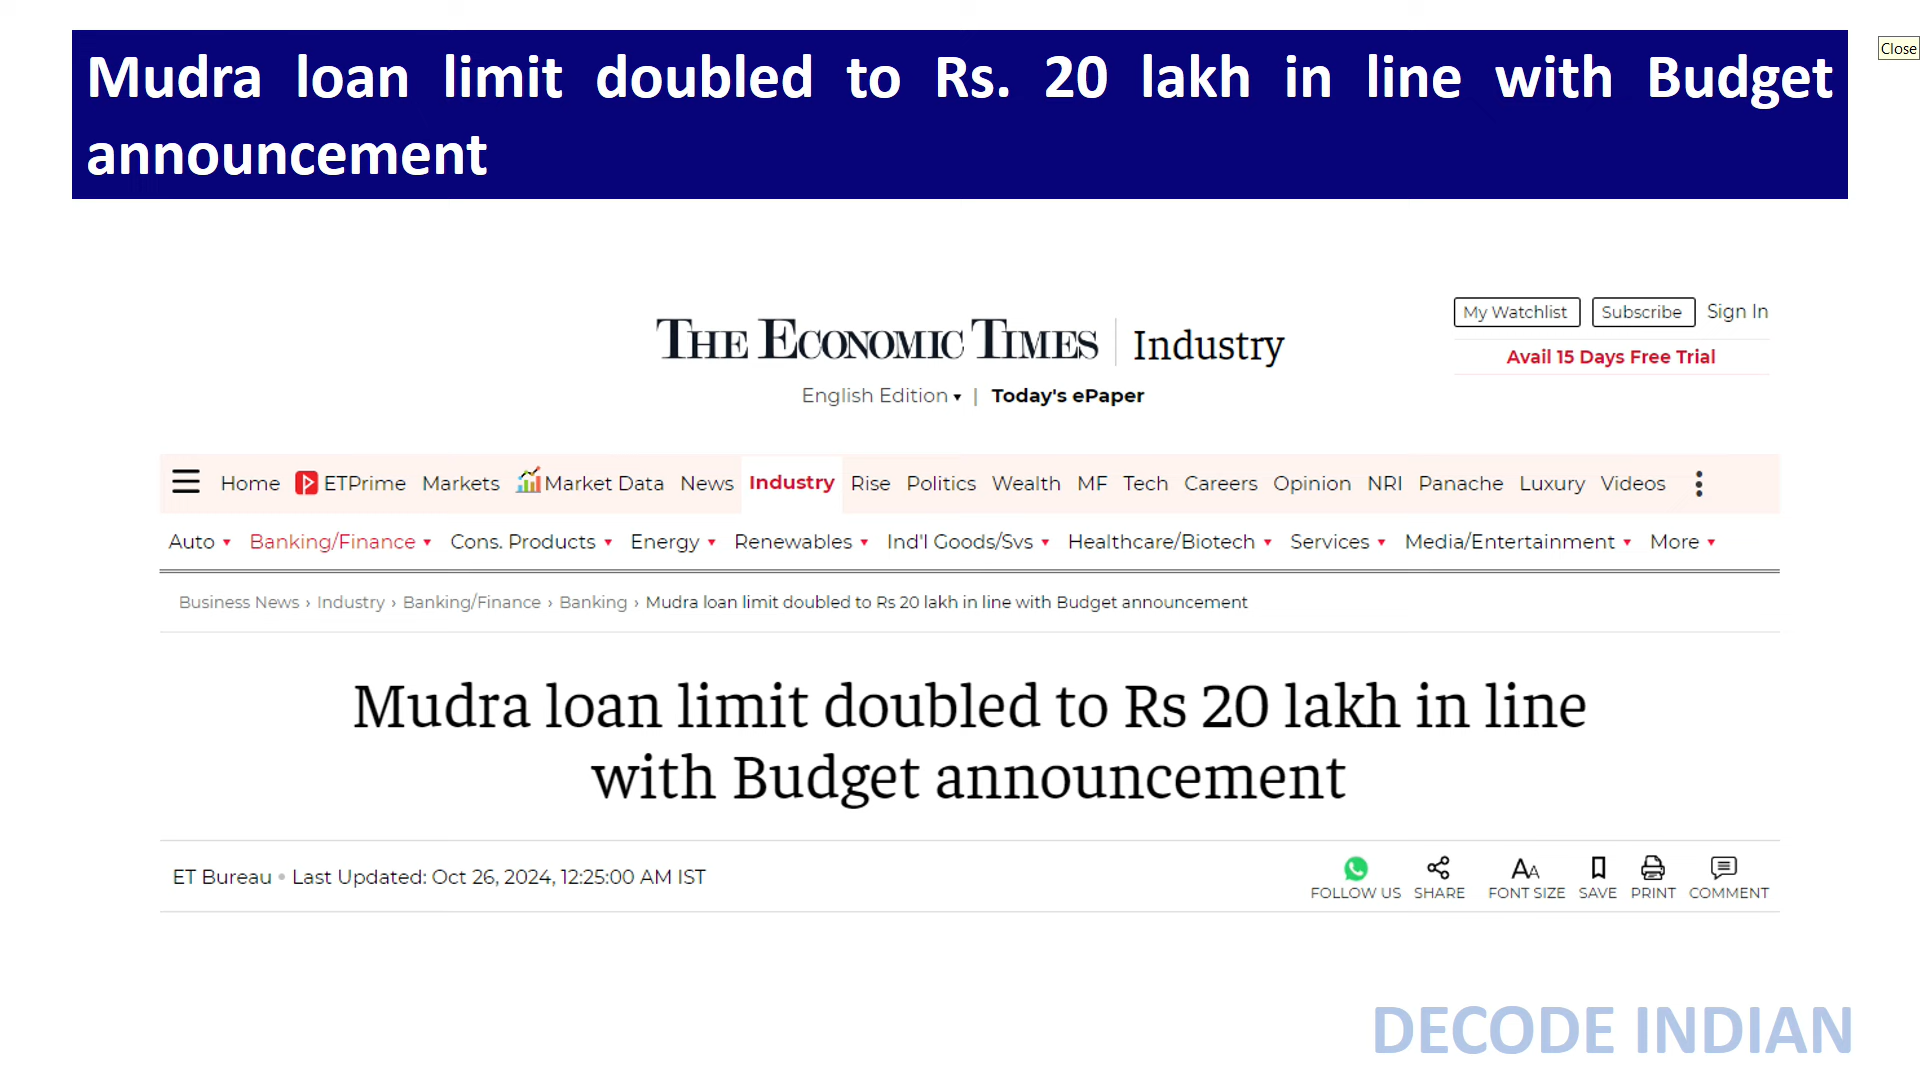 Mudra loan limit doubled to Rs. 20 lakh in line with Budget
announcement
Close
My Watchlist Subscribe Sign In
THE ECONOMIC TIMES | Industry
Avail 15 Days Free Trial
English Edition ▾ | Today's ePaper
Home ETPrime Markets Market Data News Industry Rise Politics Wealth MF Tech Careers Opinion NRI Panache Luxury Videos
Auto ▾ Banking/Finance ▾ Cons. Products ▾ Energy ▾ Renewables ▾ Ind'l Goods/Svs ▾ Healthcare/Biotech ▾ Services ▾ Media/Entertainment ▾ More ▾
Business News › Industry › Banking/Finance › Banking › Mudra loan limit doubled to Rs 20 lakh in line with Budget announcement
Mudra loan limit doubled to Rs 20 lakh in line
with Budget announcement
ET Bureau • Last Updated: Oct 26, 2024, 12:25:00 AM IST
FOLLOW US SHARE FONT SIZE SAVE PRINT COMMENT
DECODE INDIAN